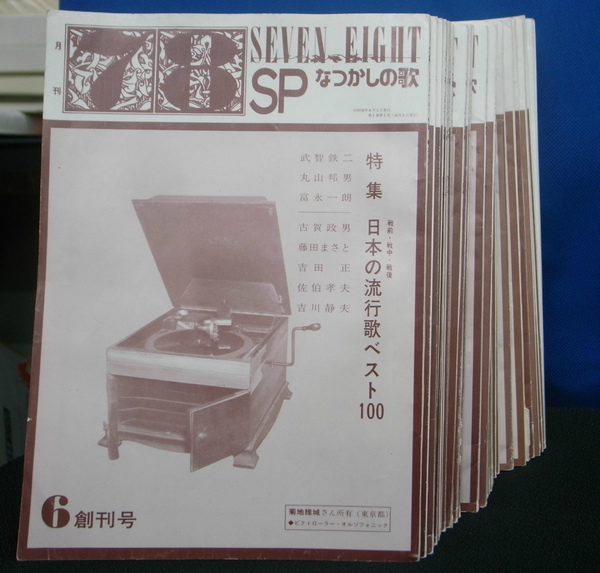 月刊
78
SEVEN EIGHT
SP なつかしの歌
武智鉄二
丸山邦男
富永一朗
古賀政男
藤田まさと
吉田正
佐伯孝夫
吉川静夫
特集
戦前・戦中・戦後
日本の流行歌ベスト100
6 創刊号
菊地様城さん所有（東京都）
◆ビクトローラー・オルソフォニック